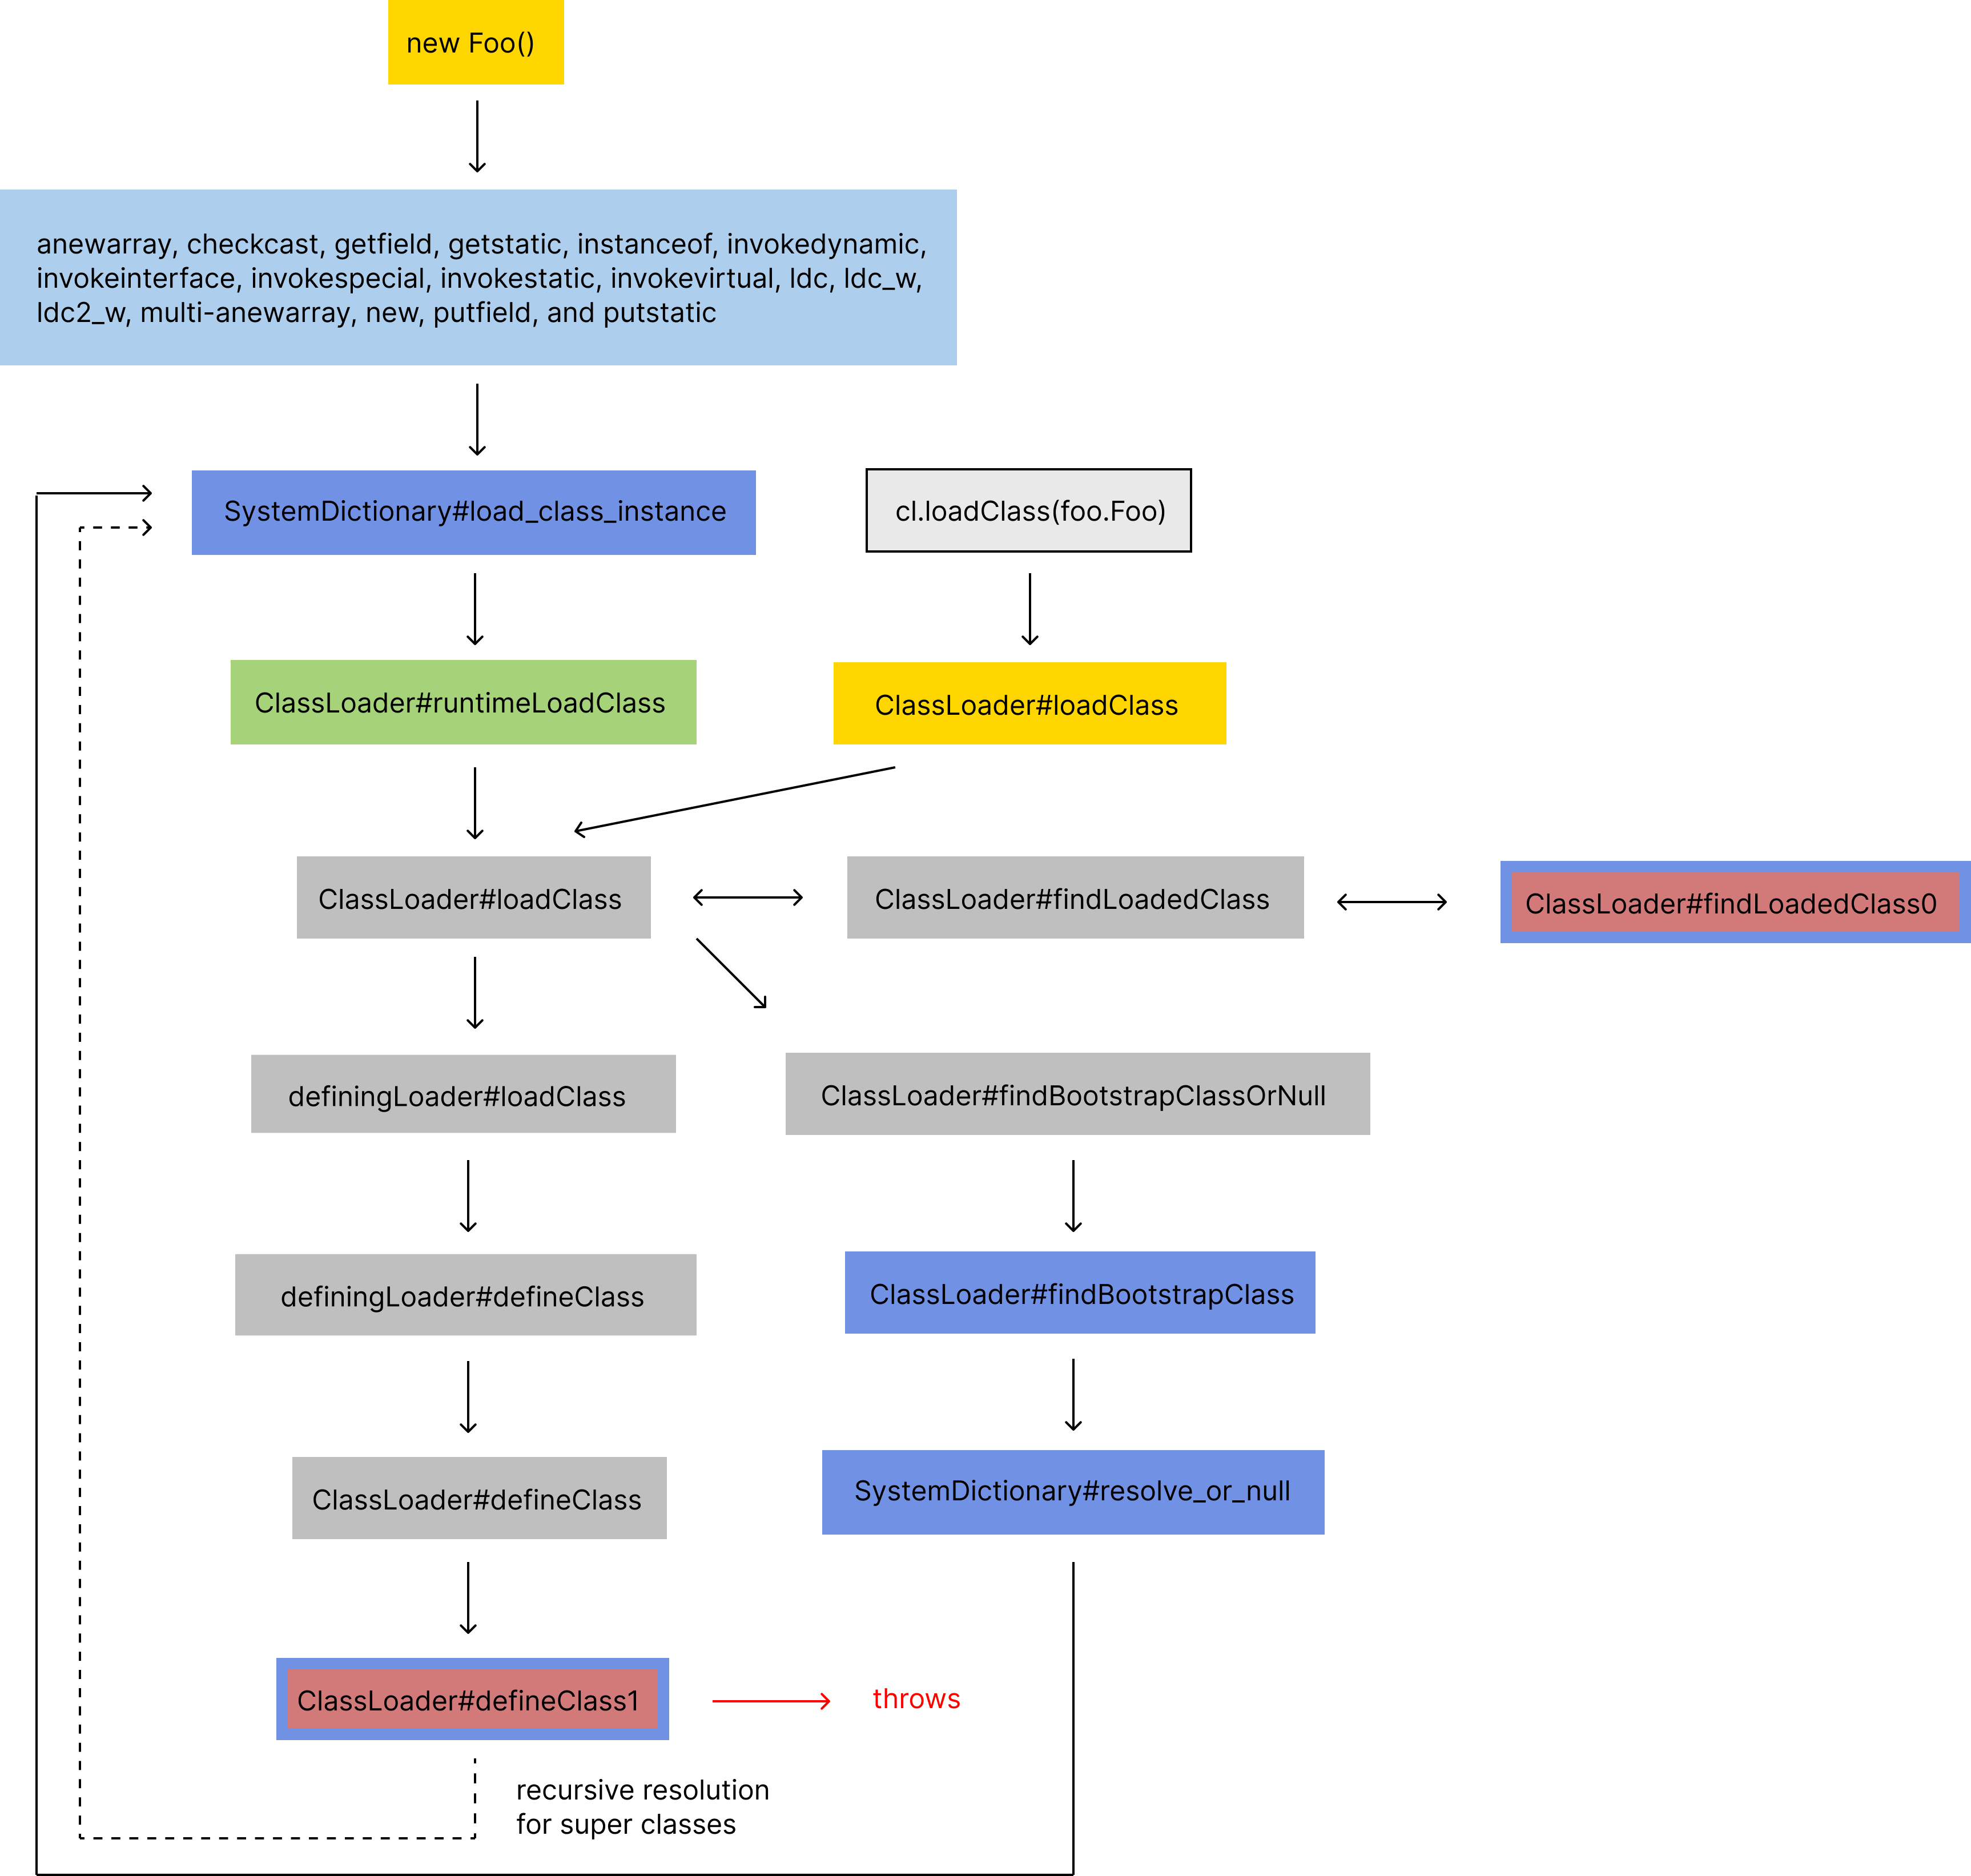 new Foo()
anewarray, checkcast, getfield, getstatic, instanceof, invokedynamic,
invokeinterface, invokespecial, invokestatic, invokevirtual, ldc, ldc_w,
ldc2_w, multi-anewarray, new, putfield, and putstatic
SystemDictionary#load_class_instance
cl.loadClass(foo.Foo)
ClassLoader#runtimeLoadClass
ClassLoader#loadClass
ClassLoader#loadClass
ClassLoader#findLoadedClass
ClassLoader#findLoadedClass0
definingLoader#loadClass
ClassLoader#findBootstrapClassOrNull
definingLoader#defineClass
ClassLoader#findBootstrapClass
ClassLoader#defineClass
SystemDictionary#resolve_or_null
ClassLoader#defineClass1
throws
recursive resolution
for super classes